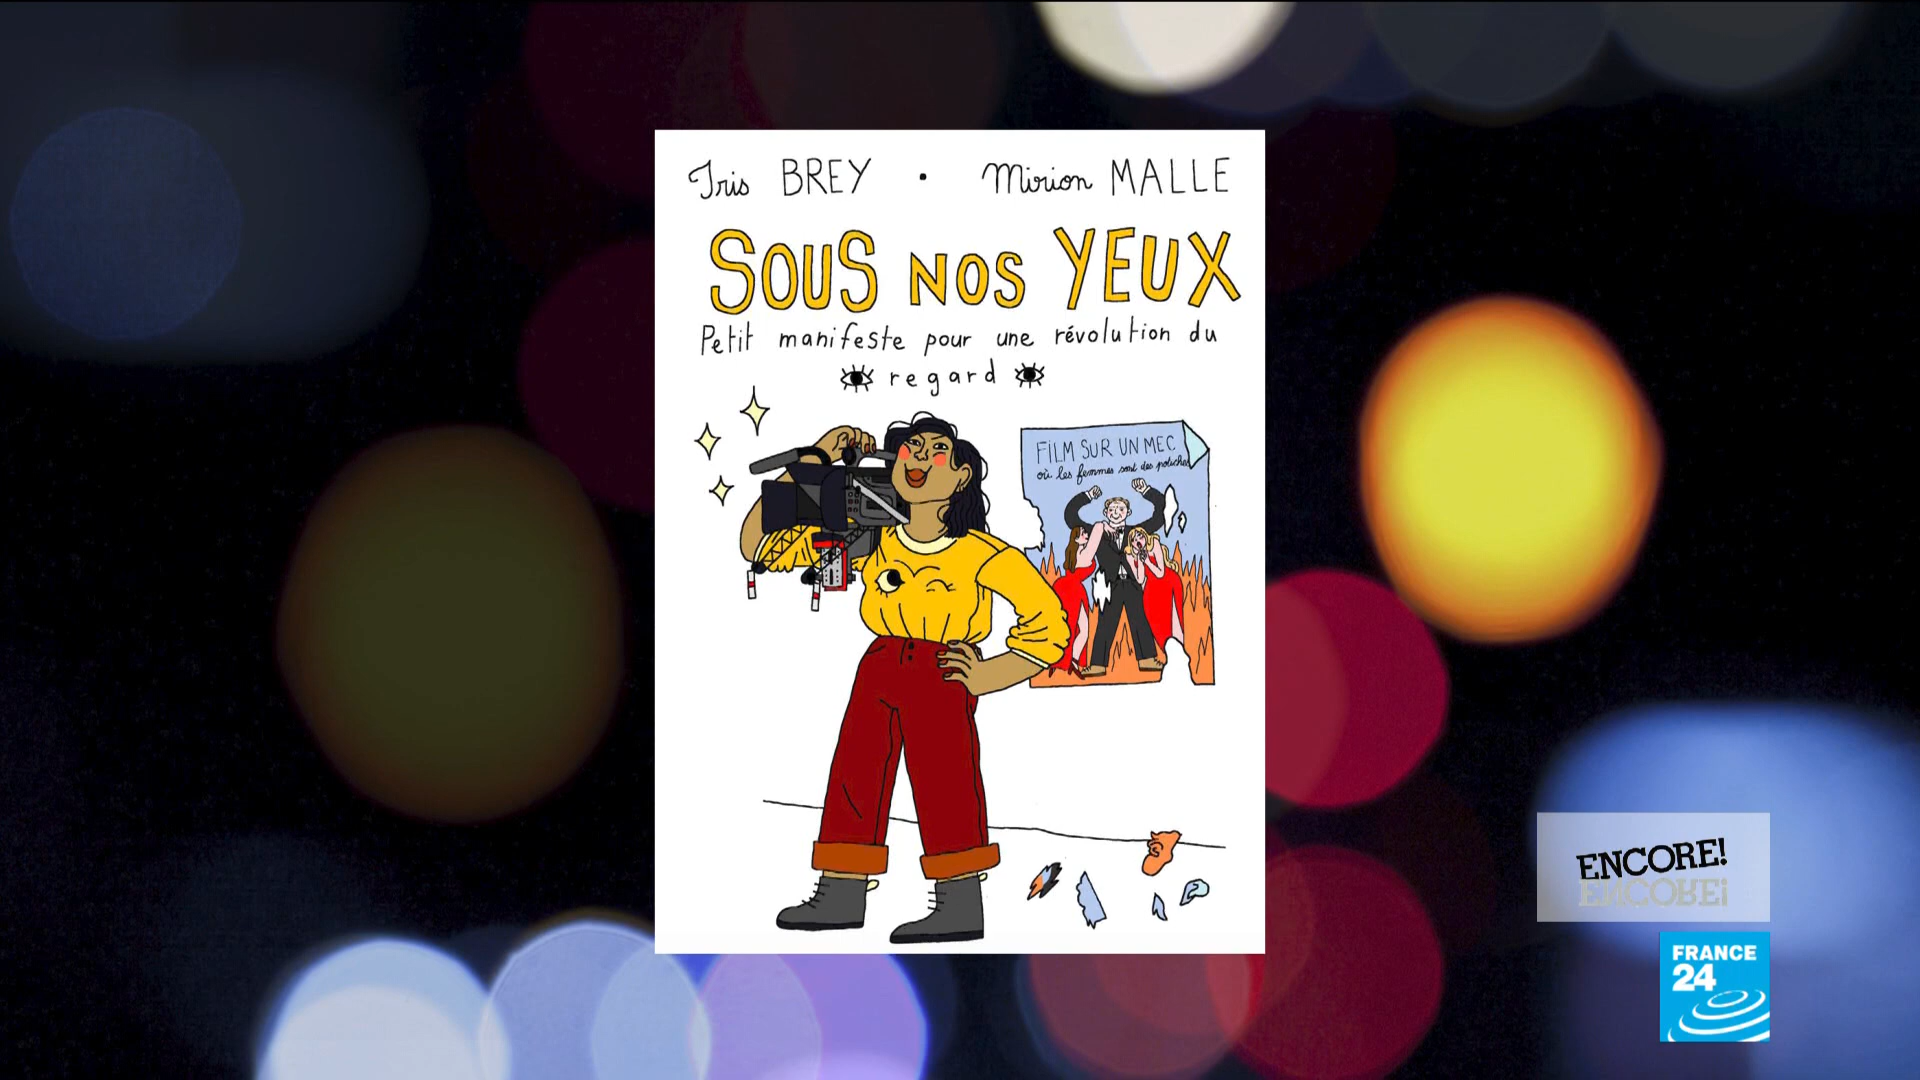 Iris BREY • Mirion MALLE
SOUS NOS YEUX
Petit manifeste pour une révolution du
regard
FILM SUR UN MEC
où les femmes sont des potiches
ENCORE!
FRANCE
24